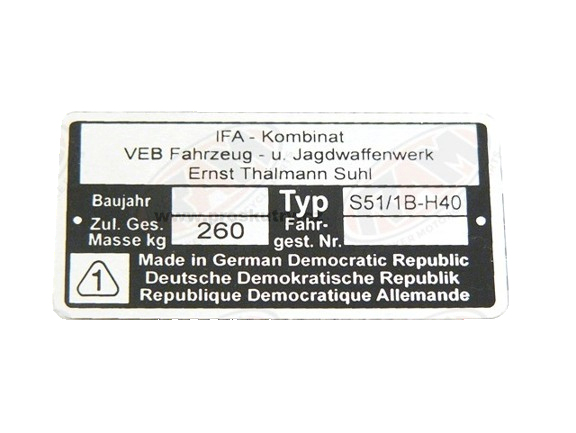 IFA - Kombinat
VEB Fahrzeug - u. Jagdwaffenwerk
Ernst Thalmann Suhl
Baujahr
Typ
S51/1B-H40
Zul. Ges.
Masse kg
260
Fahr-
gest. Nr.
1
Made in German Democratic Republic
Deutsche Demokratische Republik
Republique Democratique Allemande